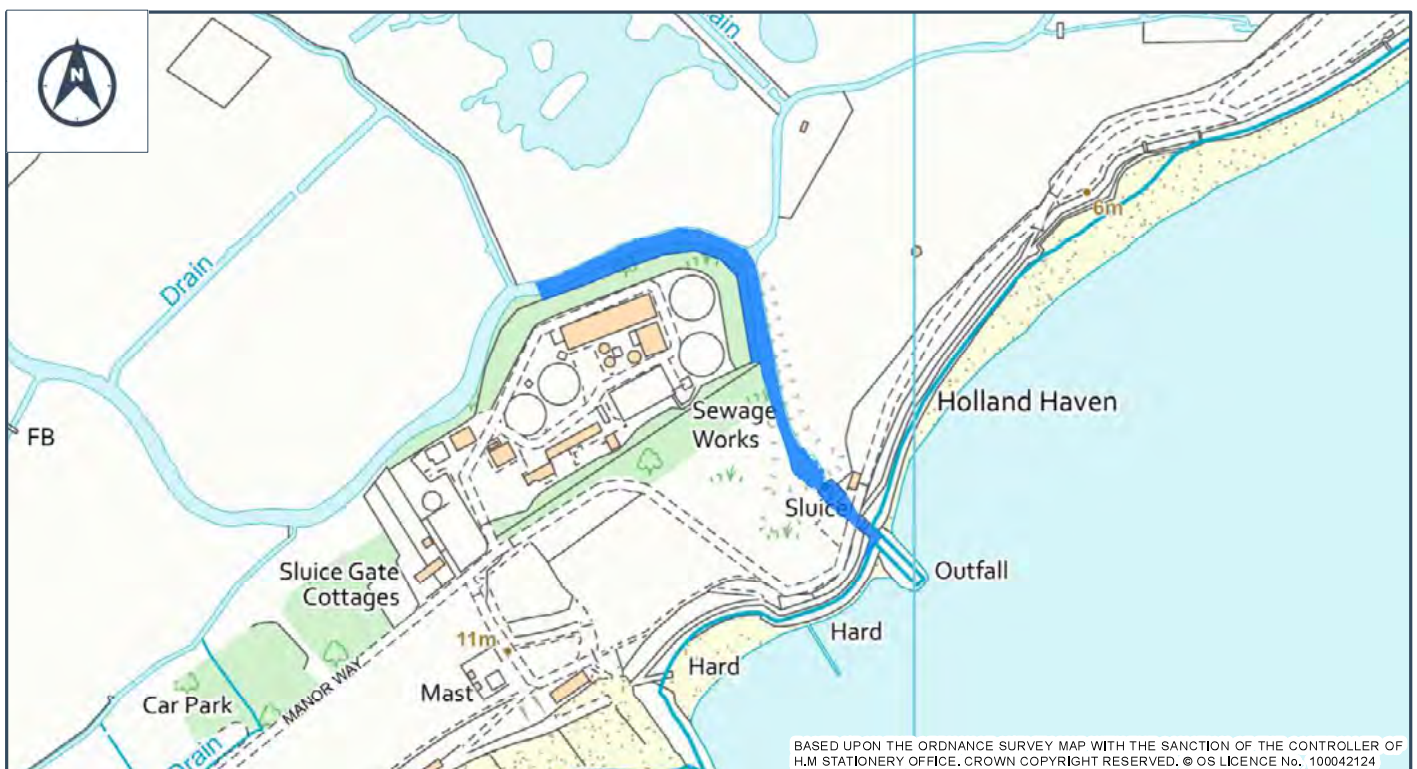 N
Drain
6m
Drain
FB
Sewage
Works
Holland Haven
Sluice
Outfall
Sluice Gate
Cottages
Hard
11m
Hard
Mast
Car Park
MANOR WAY
Drain
BASED UPON THE ORDNANCE SURVEY MAP WITH THE SANCTION OF THE CONTROLLER OF
H.M STATIONERY OFFICE. CROWN COPYRIGHT RESERVED. © OS LICENCE No. 100042124